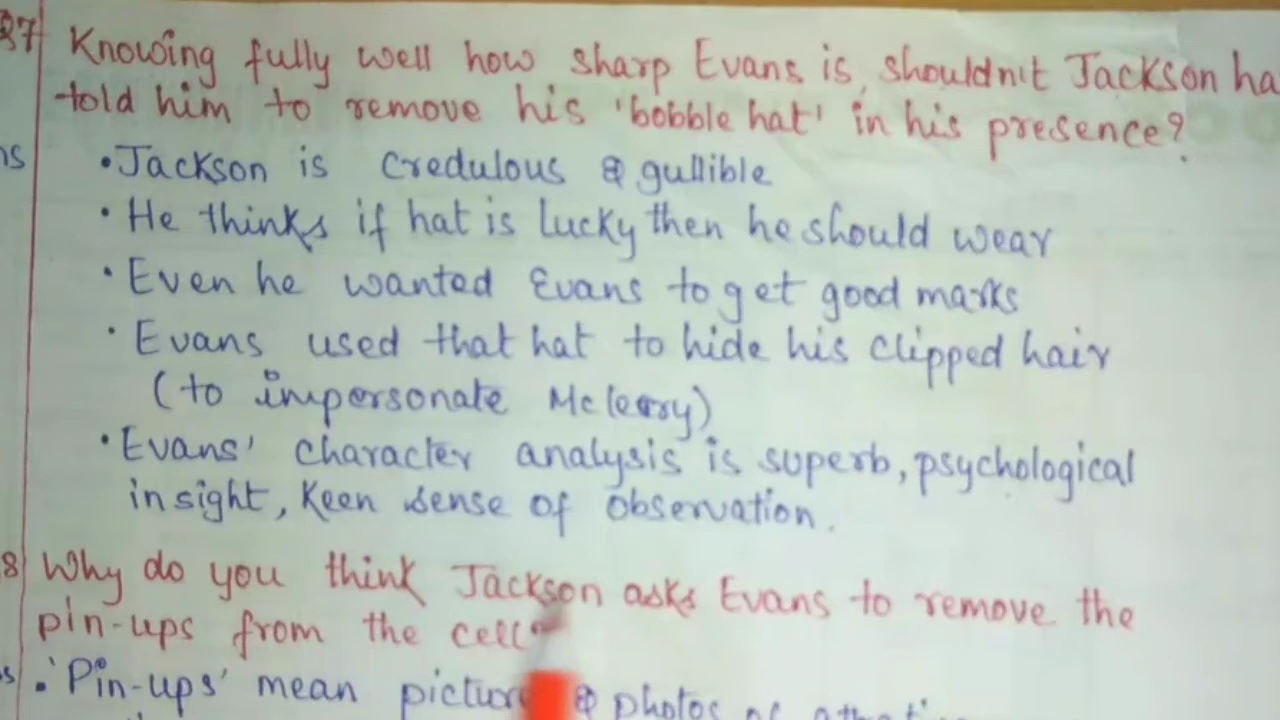 37 Knowing fully well how sharp Evans is, shouldn't Jackson ha
told him to remove his 'bobble hat' in his presence?
ns • Jackson is credulous & gullible
• He thinks if hat is lucky then he should wear
• Even he wanted Evans to get good marks
• Evans used that hat to hide his clipped hair
(to impersonate Mcleery)
• Evans' character analysis is superb, psychological
insight, keen sense of observation.
8 Why do you think Jackson asks Evans to remove the
pin-ups from the cell
s • 'Pin-ups' mean picture & photos of